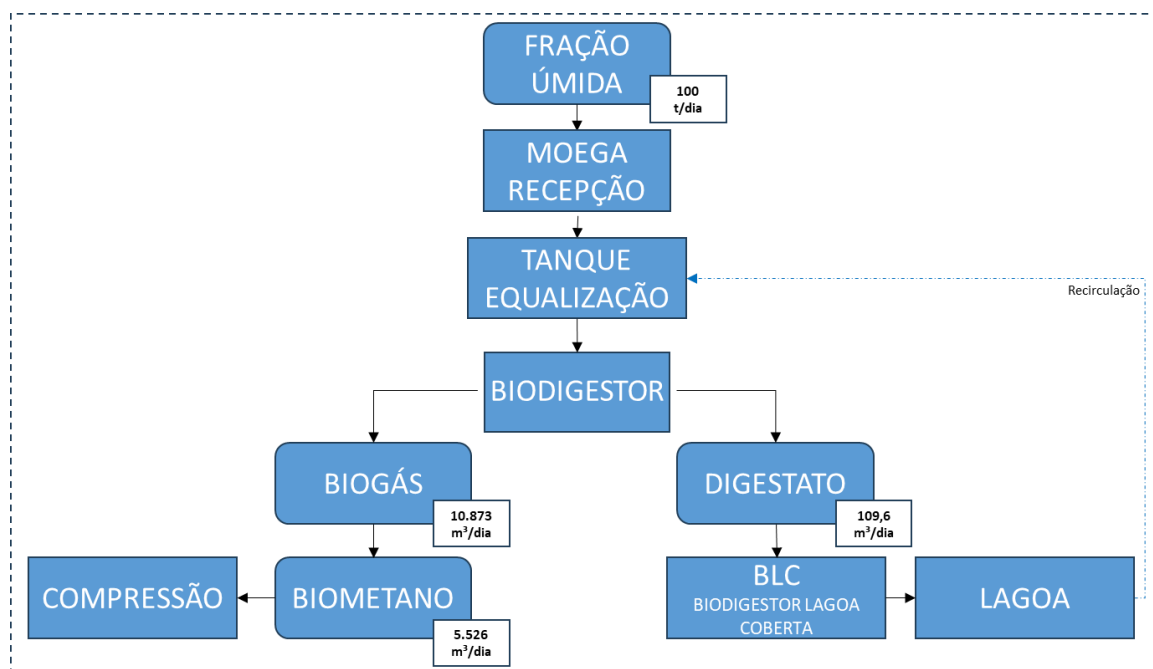 FRAÇÃO
ÚMIDA
100
t/dia
MOEGA
RECEPÇÃO
TANQUE
EQUALIZAÇÃO
Recirculação
BIODIGESTOR
BIOGÁS
10.873
m³/dia
DIGESTATO
109,6
m³/dia
COMPRESSÃO
BIOMETANO
5.526
m³/dia
BLC
BIODIGESTOR LAGOA
COBERTA
LAGOA